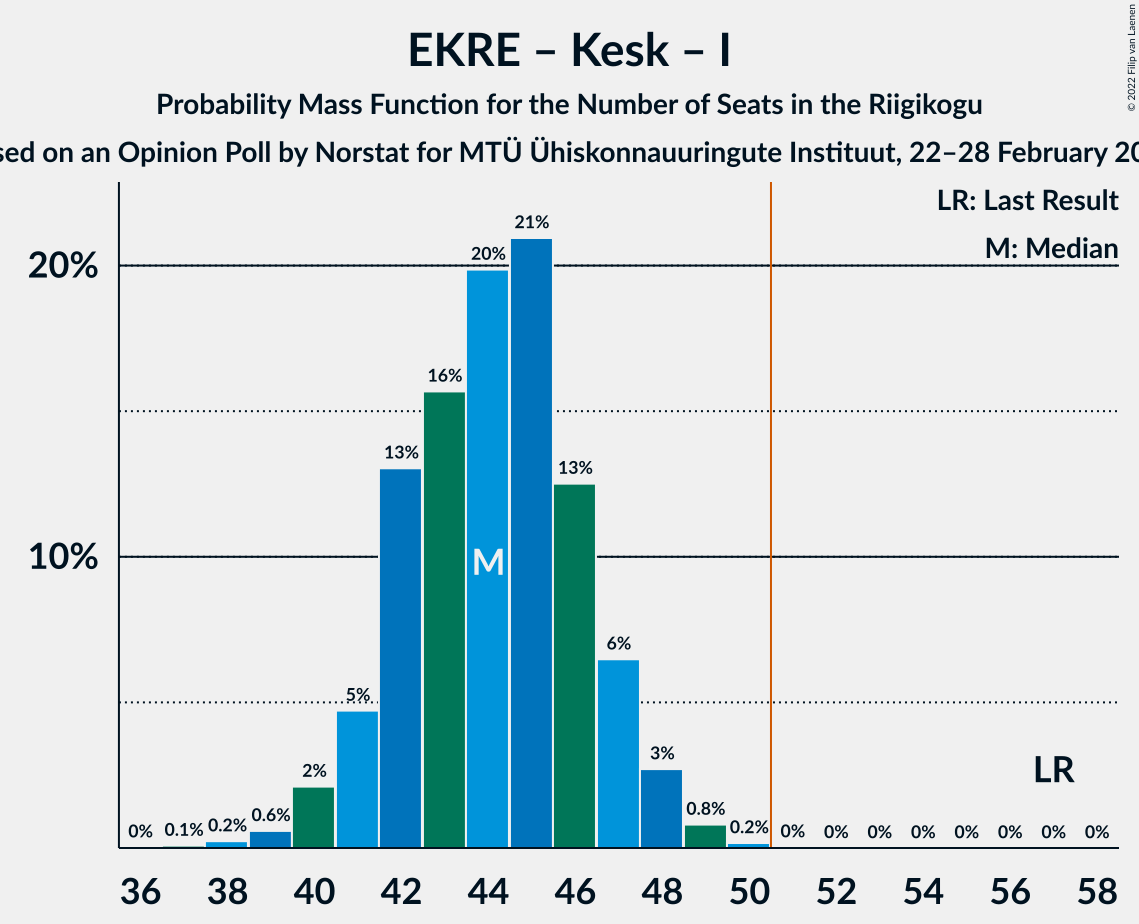 EKRE – Kesk – I
Probability Mass Function for the Number of Seats in the Riigikogu
on an Opinion Poll by Norstat for MTÜ Ühiskonnauuringute Instituut, 22–28 February
© 2022 Filip van Laenen
LR: Last Result
M: Median
20%
10%
0% 0.1% 0.2% 0.6% 2% 5% 13% 16% 20% 21% 13% 6% 3% 0.8% 0.2% 0% 0% 0% 0% 0% 0% 0% 0%
M
LR
36 38 40 42 44 46 48 50 52 54 56 58